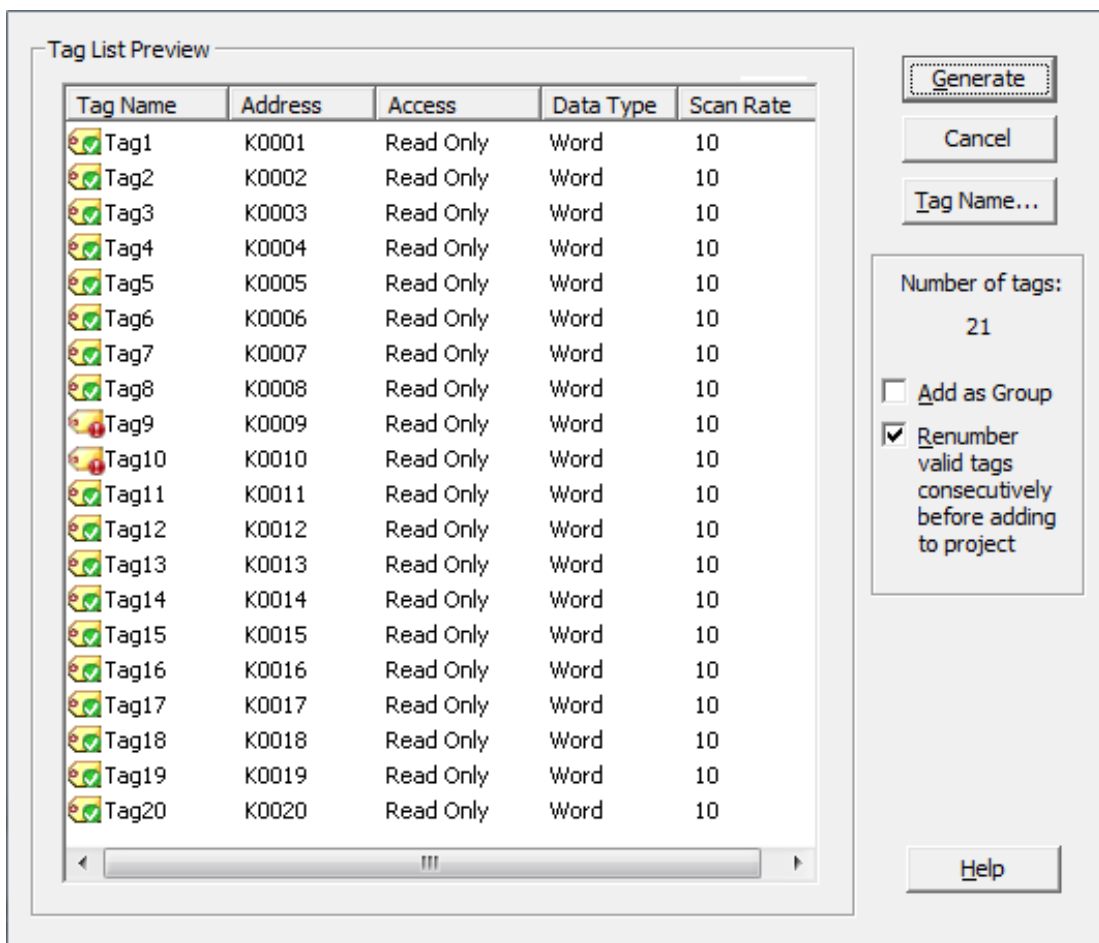 Tag List Preview
Tag Name Address Access Data Type Scan Rate
Tag1 K0001 Read Only Word 10
Tag2 K0002 Read Only Word 10
Tag3 K0003 Read Only Word 10
Tag4 K0004 Read Only Word 10
Tag5 K0005 Read Only Word 10
Tag6 K0006 Read Only Word 10
Tag7 K0007 Read Only Word 10
Tag8 K0008 Read Only Word 10
Tag9 K0009 Read Only Word 10
Tag10 K0010 Read Only Word 10
Tag11 K0011 Read Only Word 10
Tag12 K0012 Read Only Word 10
Tag13 K0013 Read Only Word 10
Tag14 K0014 Read Only Word 10
Tag15 K0015 Read Only Word 10
Tag16 K0016 Read Only Word 10
Tag17 K0017 Read Only Word 10
Tag18 K0018 Read Only Word 10
Tag19 K0019 Read Only Word 10
Tag20 K0020 Read Only Word 10
Generate
Cancel
Tag Name...
Number of tags:
21
Add as Group
Renumber
valid tags
consecutively
before adding
to project
Help